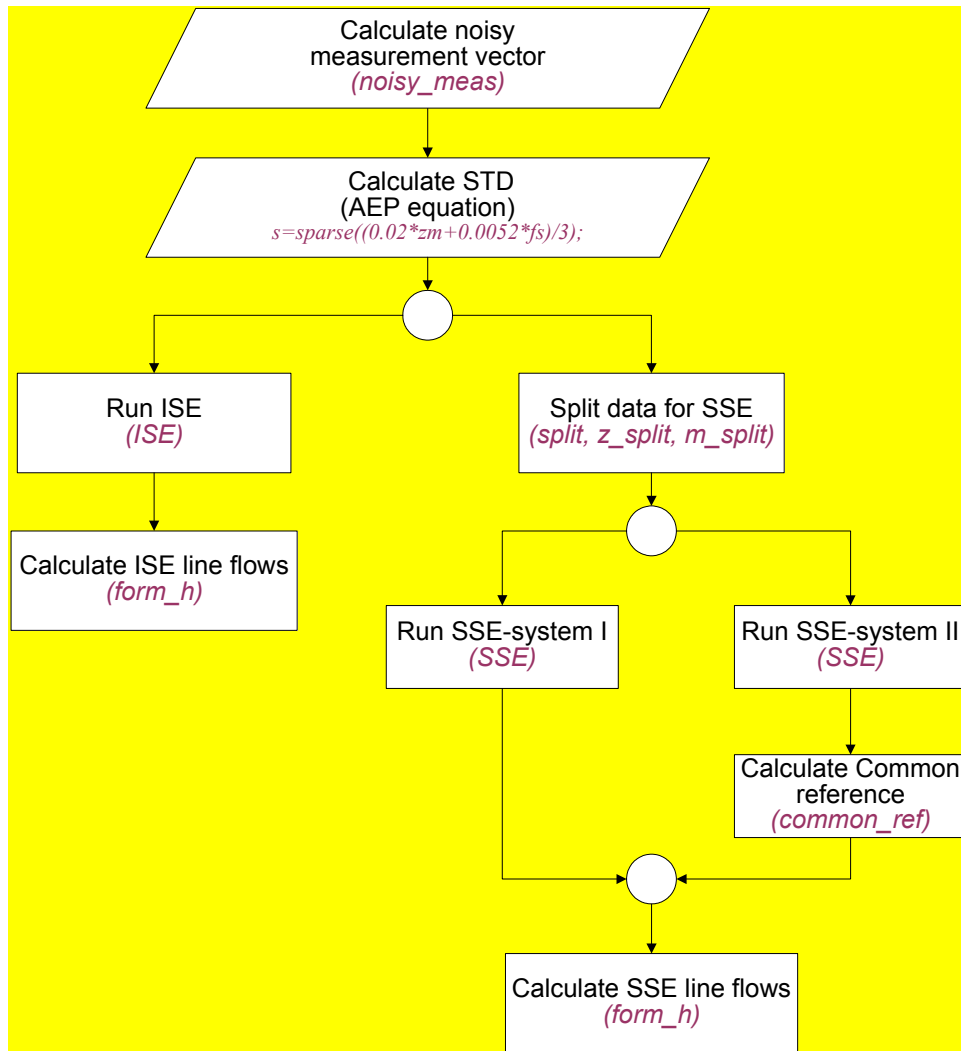 Calculate noisy
measurement vector
(noisy_meas)
Calculate STD
(AEP equation)
s=sparse((0.02*zm+0.0052*fs)/3);
Run ISE
(ISE)
Split data for SSE
(split, z_split, m_split)
Calculate ISE line flows
(form_h)
Run SSE-system I
(SSE)
Run SSE-system II
(SSE)
Calculate Common
reference
(common_ref)
Calculate SSE line flows
(form_h)